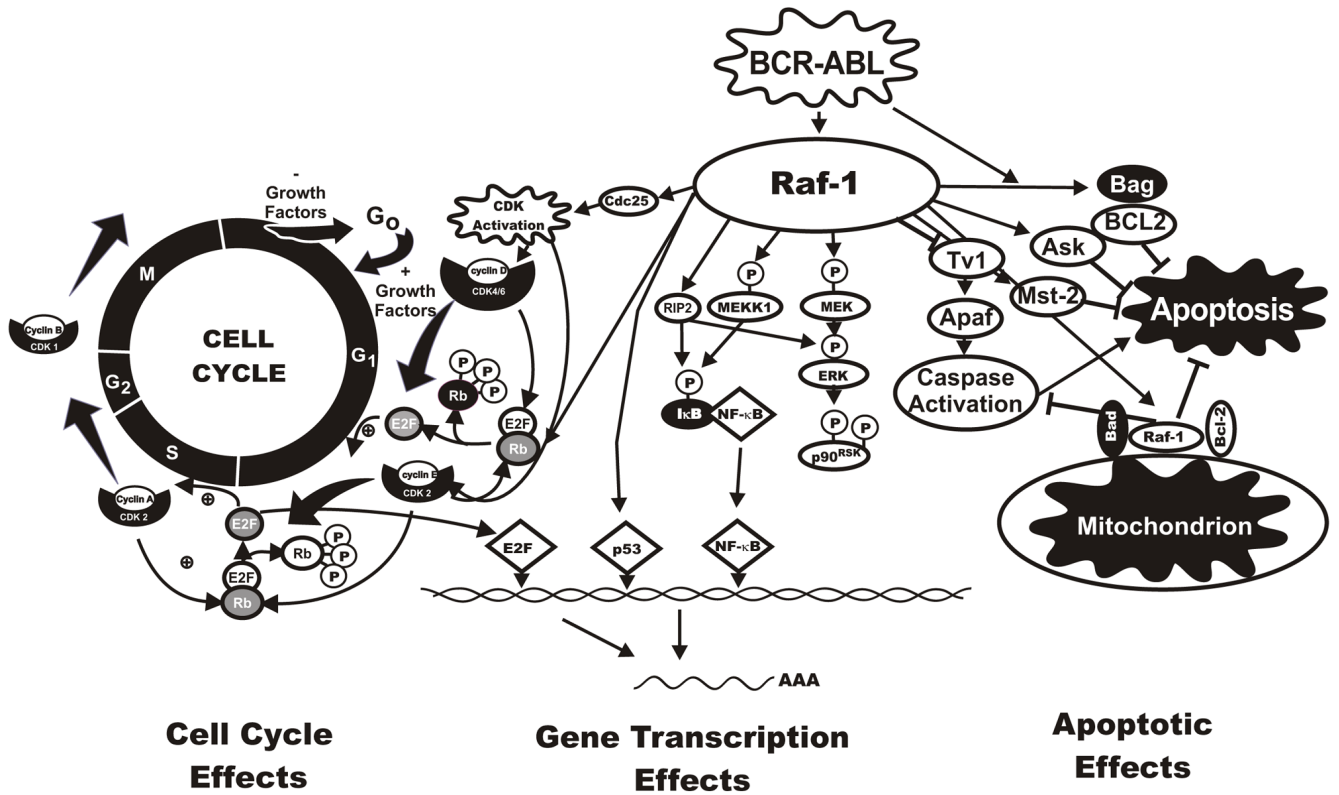 BCR-ABL
Raf-1
Bag
BCL2
Ask
Tv1
Mst-2
Apoptosis
Apaf
Caspase
Activation
Bad
Raf-1
Bcl-2
Mitochondrion
Cdc25
CDK
Activation
-
Growth
Factors
Go
+
Growth
Factors
cyclin D
CDK4/6
M
G1
G2
S
CELL
CYCLE
Cyclin B
CDK 1
P
P
P
Rb
E2F
⊕
E2F
Rb
cyclin E
CDK 2
Cyclin A
CDK 2
⊕
E2F
⊕
Rb
P
P
P
E2F
Rb
P
P
RIP2
MEKK1
MEK
P
ERK
P
IκB
NF-κB
P
P
p90RSK
E2F
p53
NF-κB
AAA
Cell Cycle
Effects
Gene Transcription
Effects
Apoptotic
Effects